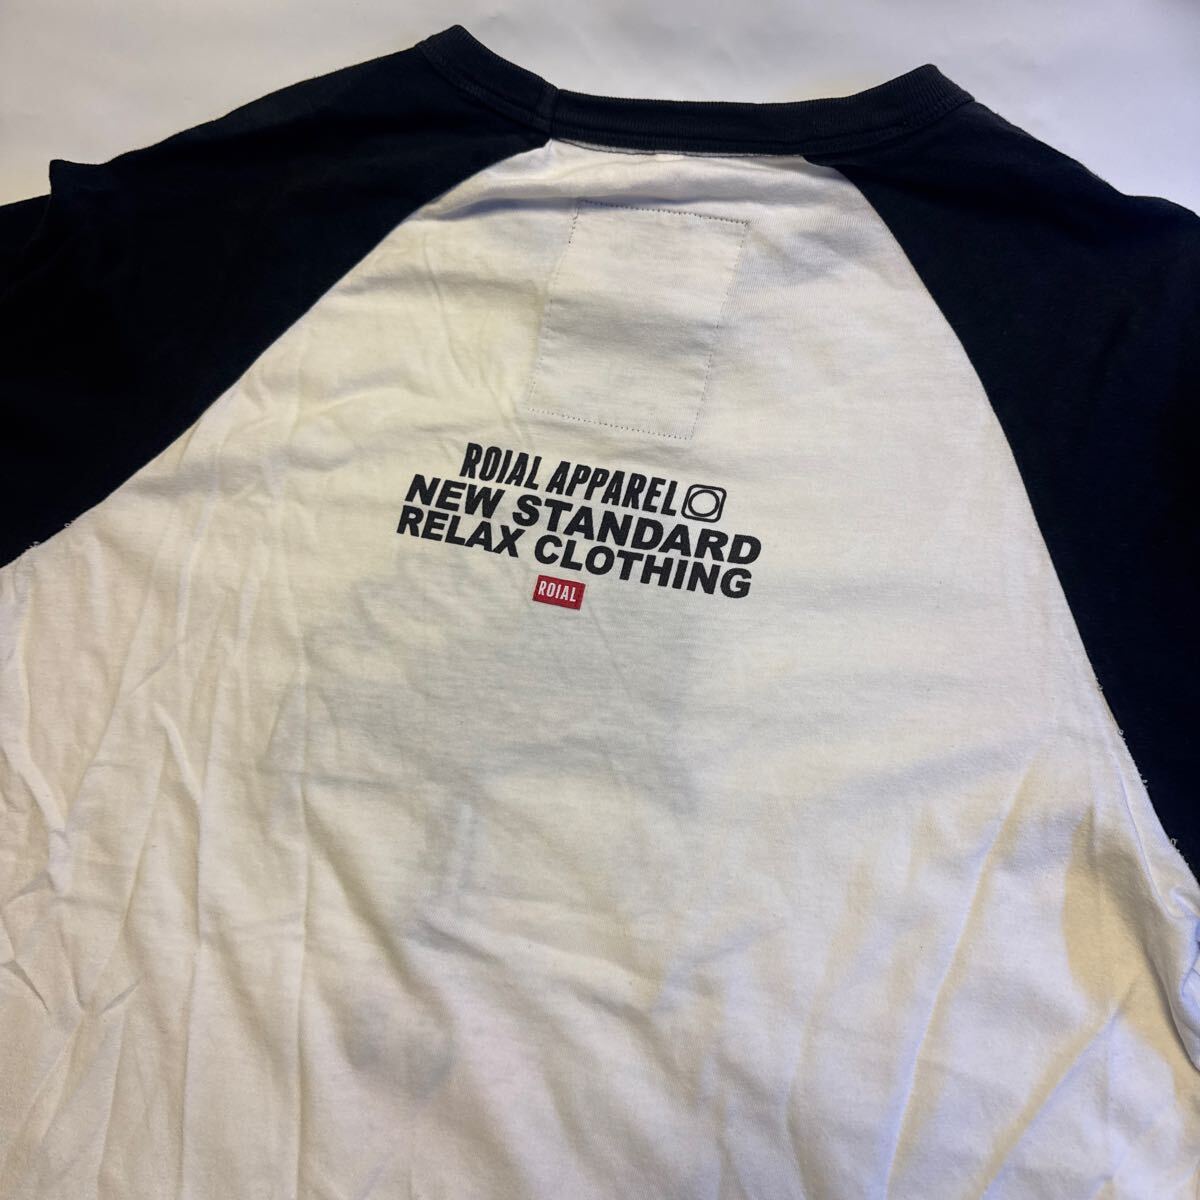 ROIAL APPAREL
NEW STANDARD
RELAX CLOTHING
ROIAL